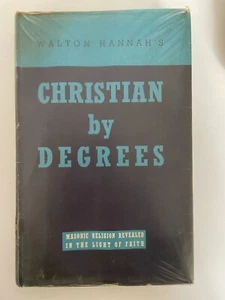 WALTON HANNAH'S
CHRISTIAN
by
DEGREES
MASONIC RELIGION REVEALED
IN THE LIGHT OF FAITH